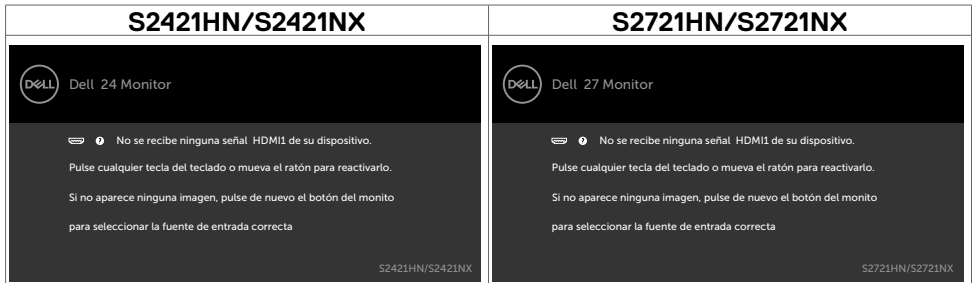 S2421HN/S2421NX
S2721HN/S2721NX
DELL
Dell 24 Monitor
No se recibe ninguna señal HDMI1 de su dispositivo.
Pulse cualquier tecla del teclado o mueva el ratón para reactivarlo.
Si no aparece ninguna imagen, pulse de nuevo el botón del monito
para seleccionar la fuente de entrada correcta
S2421HN/S2421NX
DELL
Dell 27 Monitor
No se recibe ninguna señal HDMI1 de su dispositivo.
Pulse cualquier tecla del teclado o mueva el ratón para reactivarlo.
Si no aparece ninguna imagen, pulse de nuevo el botón del monito
para seleccionar la fuente de entrada correcta
S2721HN/S2721NX